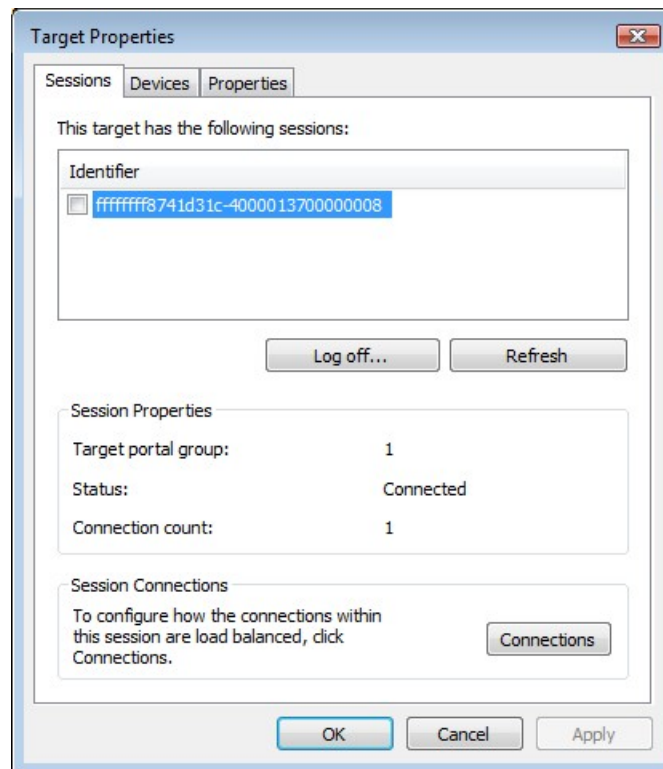 Target Properties
Sessions Devices Properties
This target has the following sessions:
Identifier
ffffffff8741d31c-4000013700000008
Log off... Refresh
Session Properties
Target portal group: 1
Status: Connected
Connection count: 1
Session Connections
To configure how the connections within
this session are load balanced, click
Connections.
Connections
OK Cancel Apply